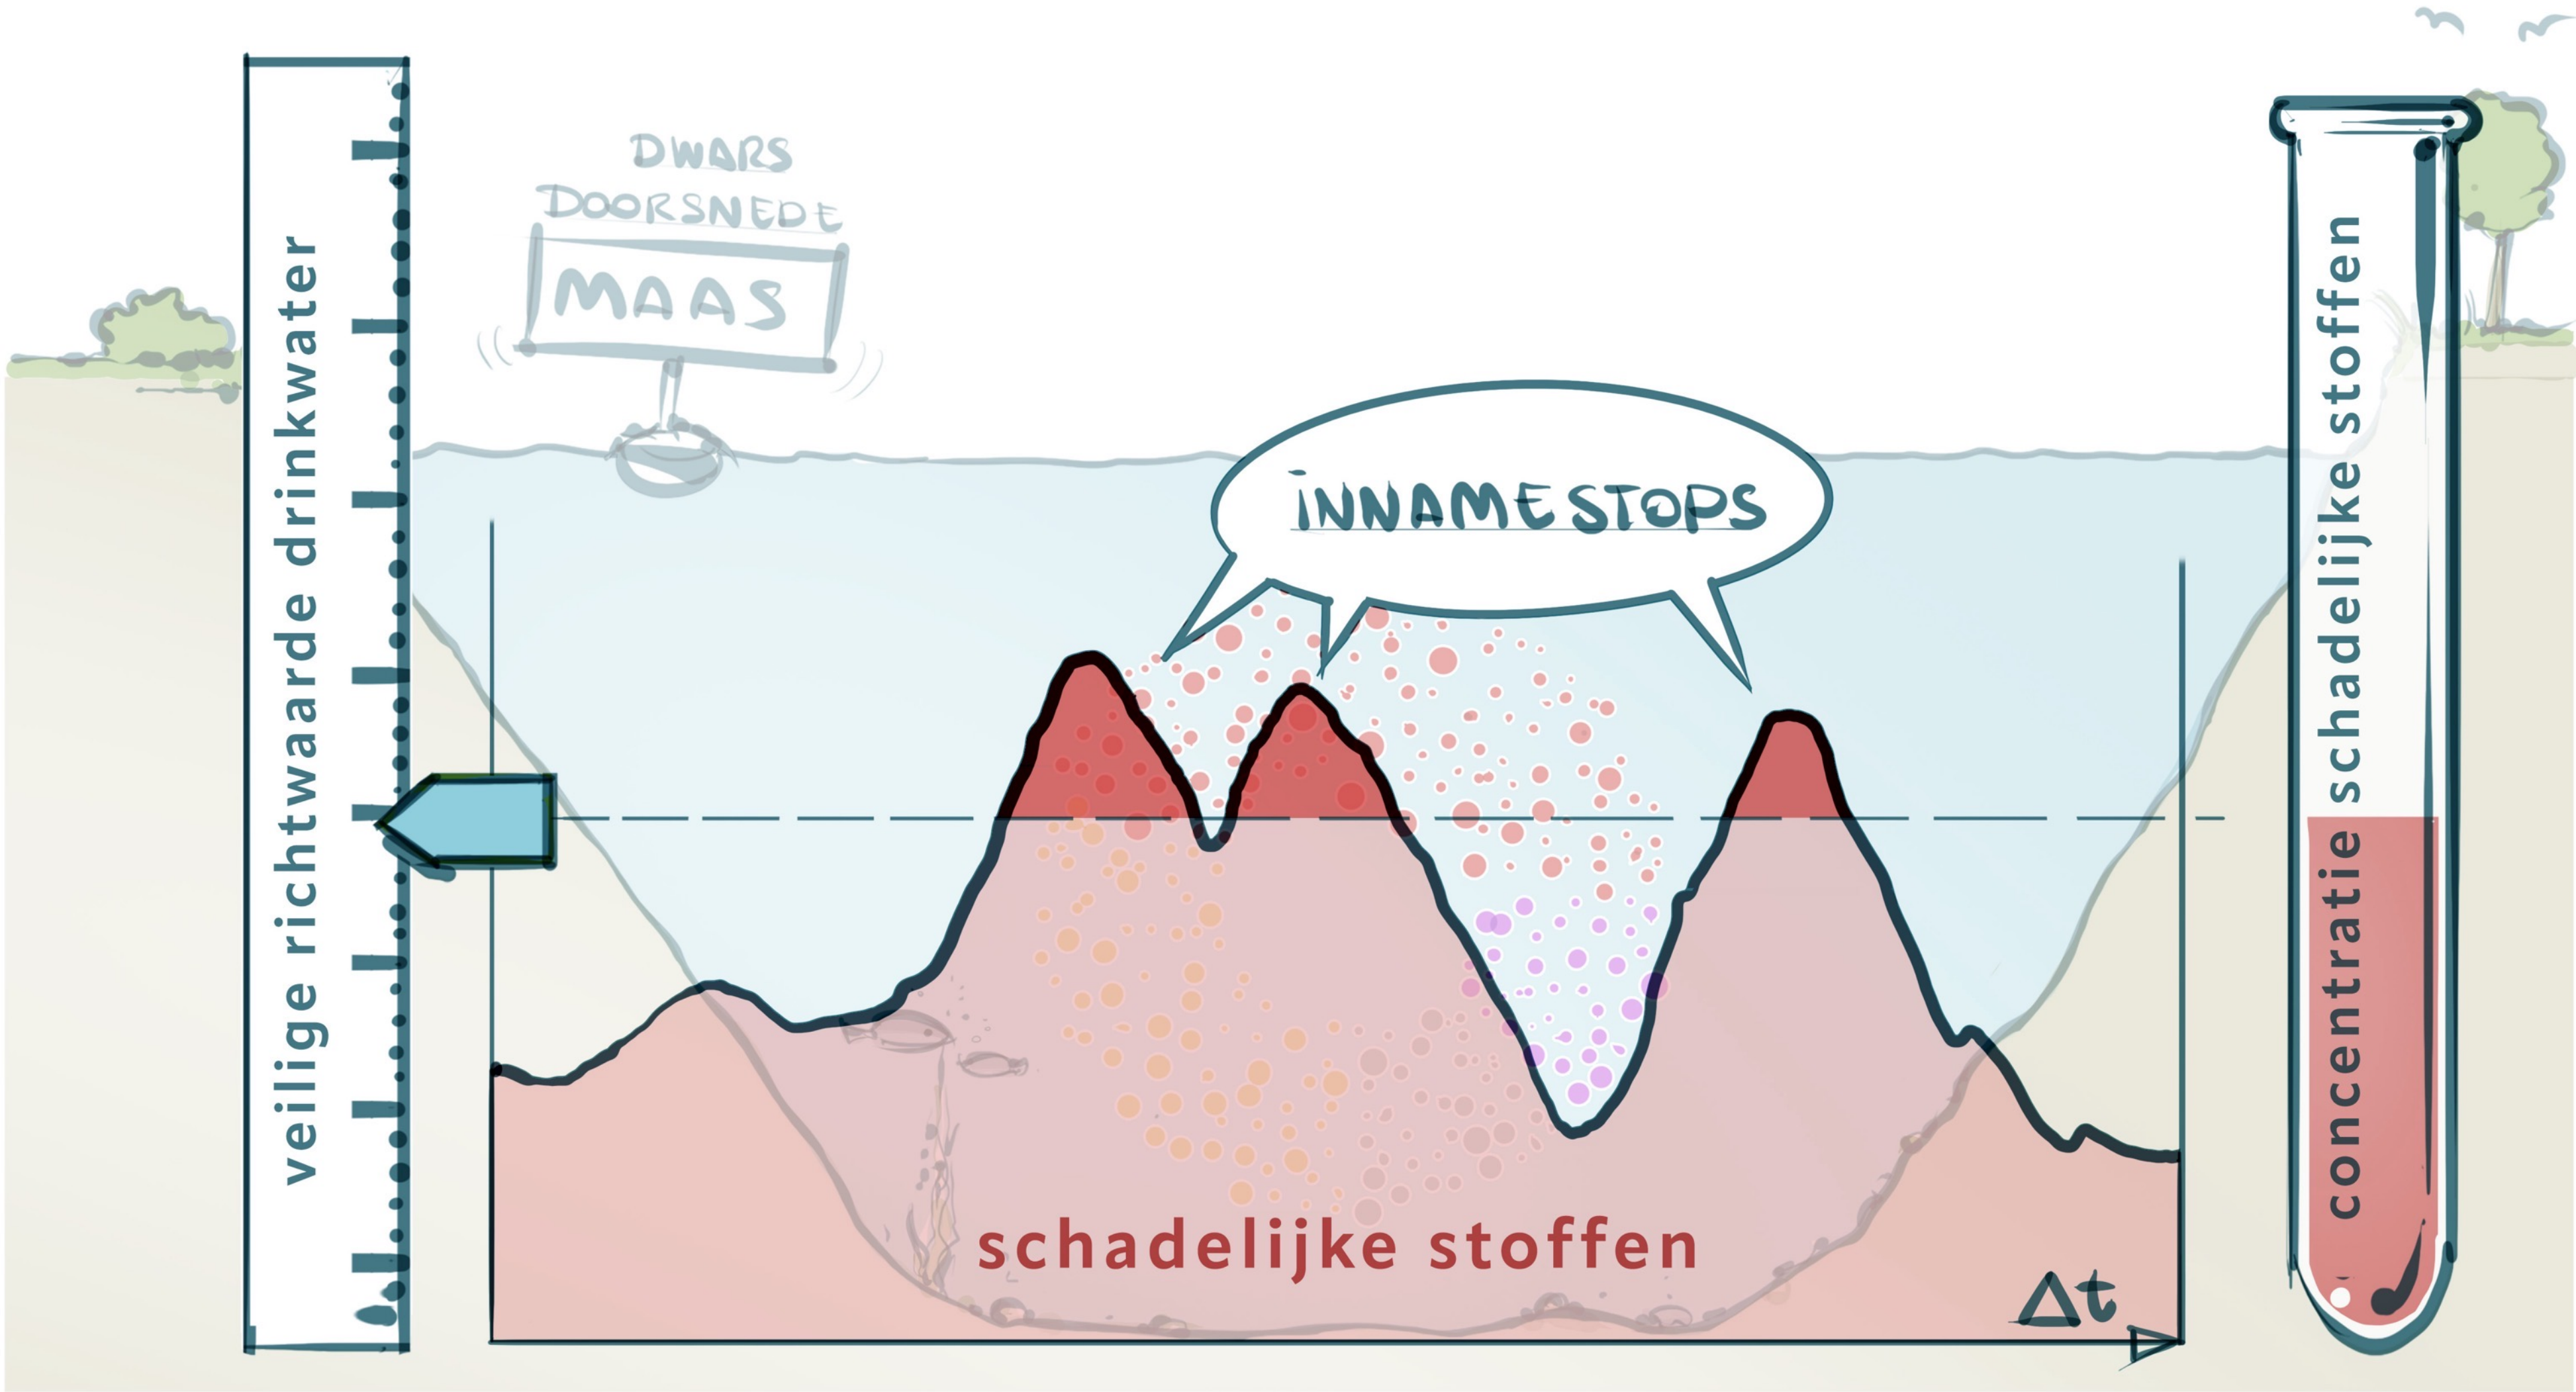 veilige richtwaarde drinkwater
DWARS
DOORSNEDE
MAAS
iNNAMESTOPS
schadelijke stoffen
Δt
concentratie schadelijke stoffen